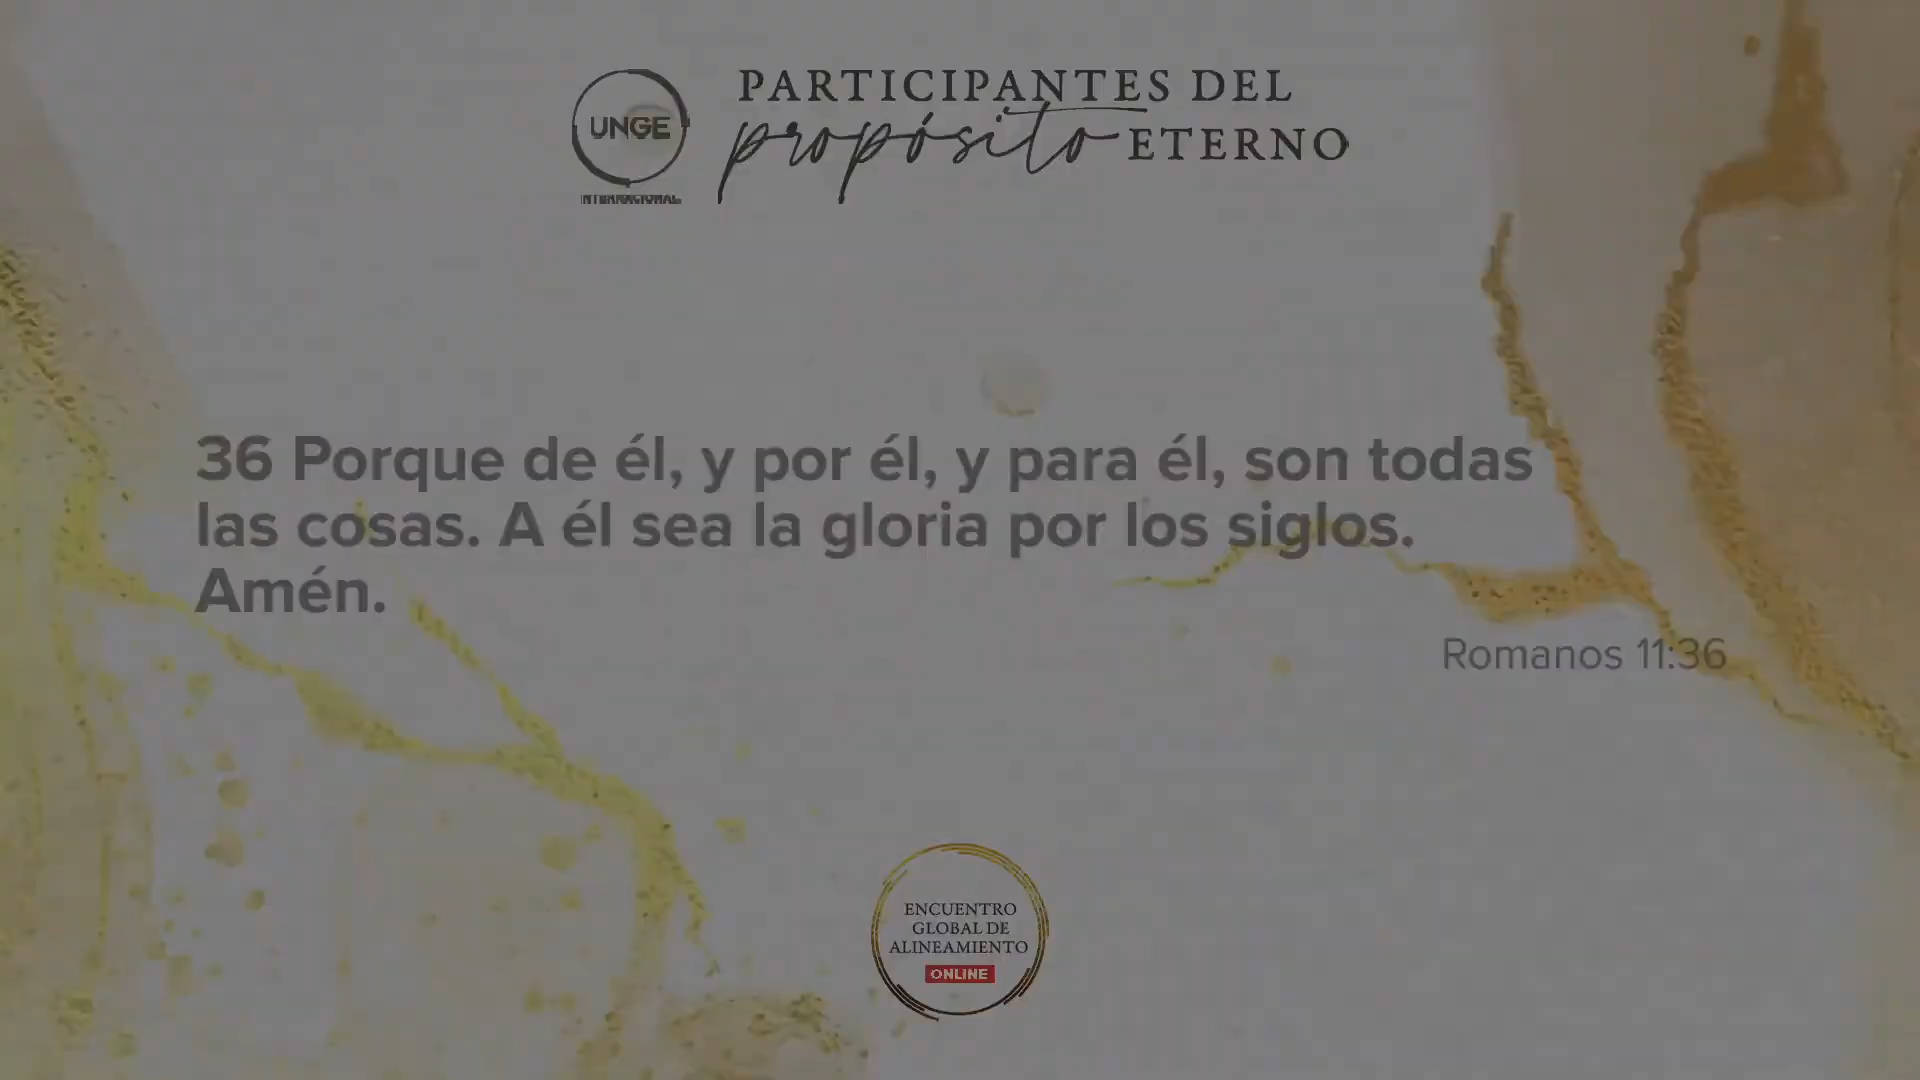 UNGE
INTERNACIONAL
PARTICIPANTES DEL
propósito ETERNO
36 Porque de él, y por él, y para él, son todas
las cosas. A él sea la gloria por los siglos.
Amén.
Romanos 11:36
ENCUENTRO
GLOBAL DE
ALINEAMIENTO
ONLINE